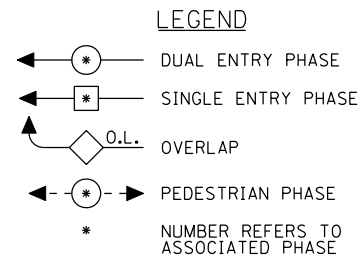 LEGEND
* DUAL ENTRY PHASE
* SINGLE ENTRY PHASE
O.L. OVERLAP
* PEDESTRIAN PHASE
* NUMBER REFERS TO
ASSOCIATED PHASE